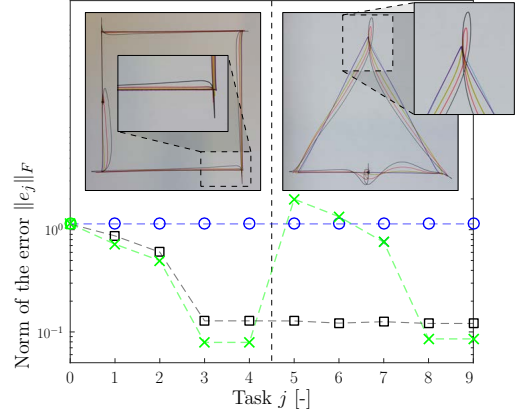 Norm of the error ‖e_j‖_F
10^0
10^{-1}
0 1 2 3 4 5 6 7 8 9
Task j [-]